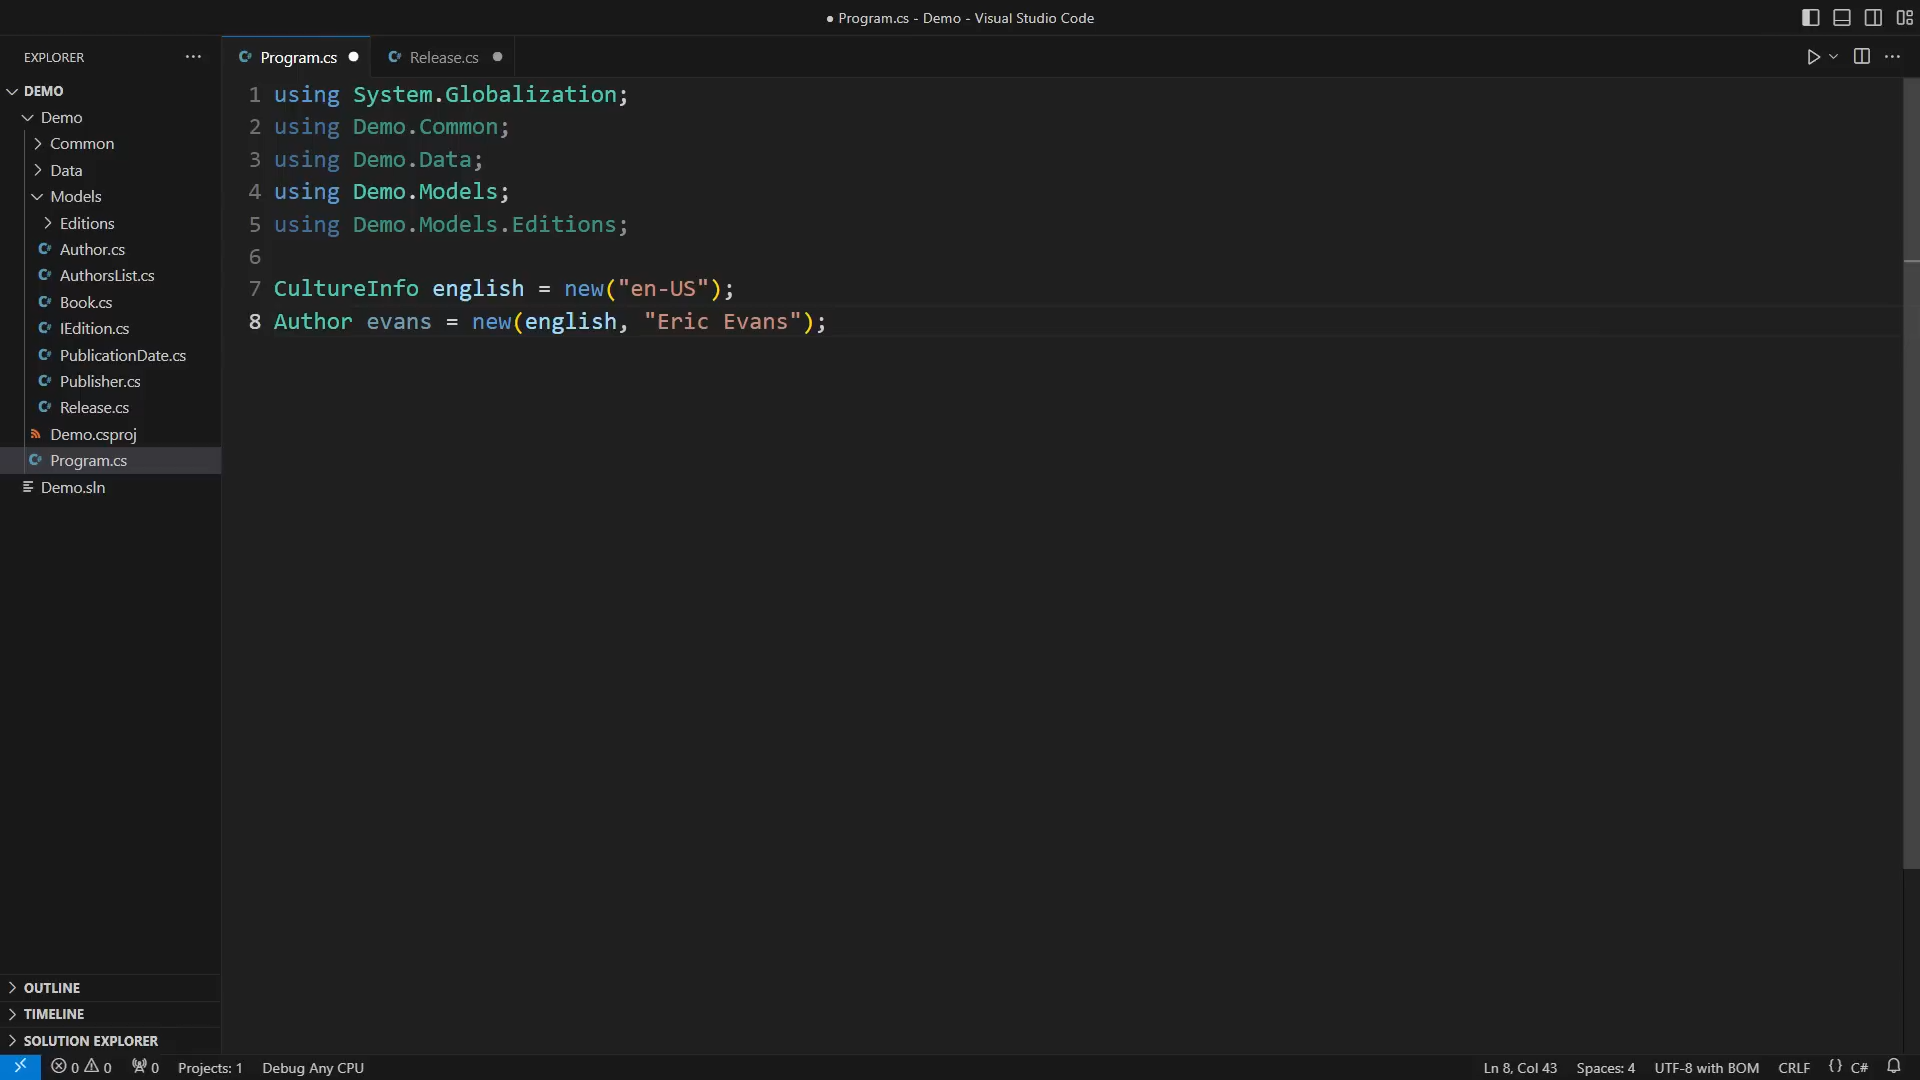 ● Program.cs - Demo - Visual Studio Code
EXPLORER
DEMO
Demo
Common
Data
Models
Editions
Author.cs
AuthorsList.cs
Book.cs
IEdition.cs
PublicationDate.cs
Publisher.cs
Release.cs
Demo.csproj
Program.cs
Demo.sln
OUTLINE
TIMELINE
SOLUTION EXPLORER
Program.cs
Release.cs
1 using System.Globalization;
2 using Demo.Common;
3 using Demo.Data;
4 using Demo.Models;
5 using Demo.Models.Editions;
6
7 CultureInfo english = new("en-US");
8 Author evans = new(english, "Eric Evans");
0 0 0 Projects: 1 Debug Any CPU Ln 8, Col 43 Spaces: 4 UTF-8 with BOM CRLF {} C#